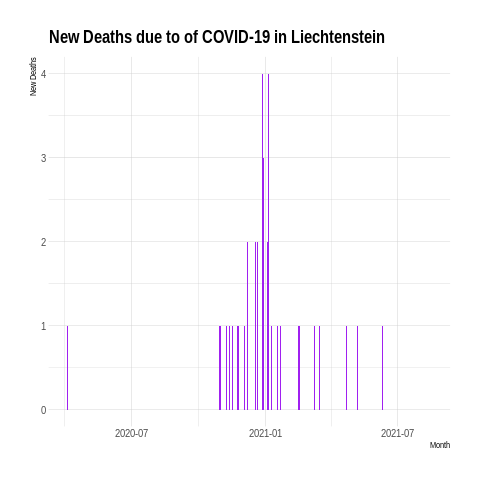 New Deaths due to of COVID-19 in Liechtenstein
New Deaths
4
3
2
1
0
2020-07
2021-01
2021-07
Month